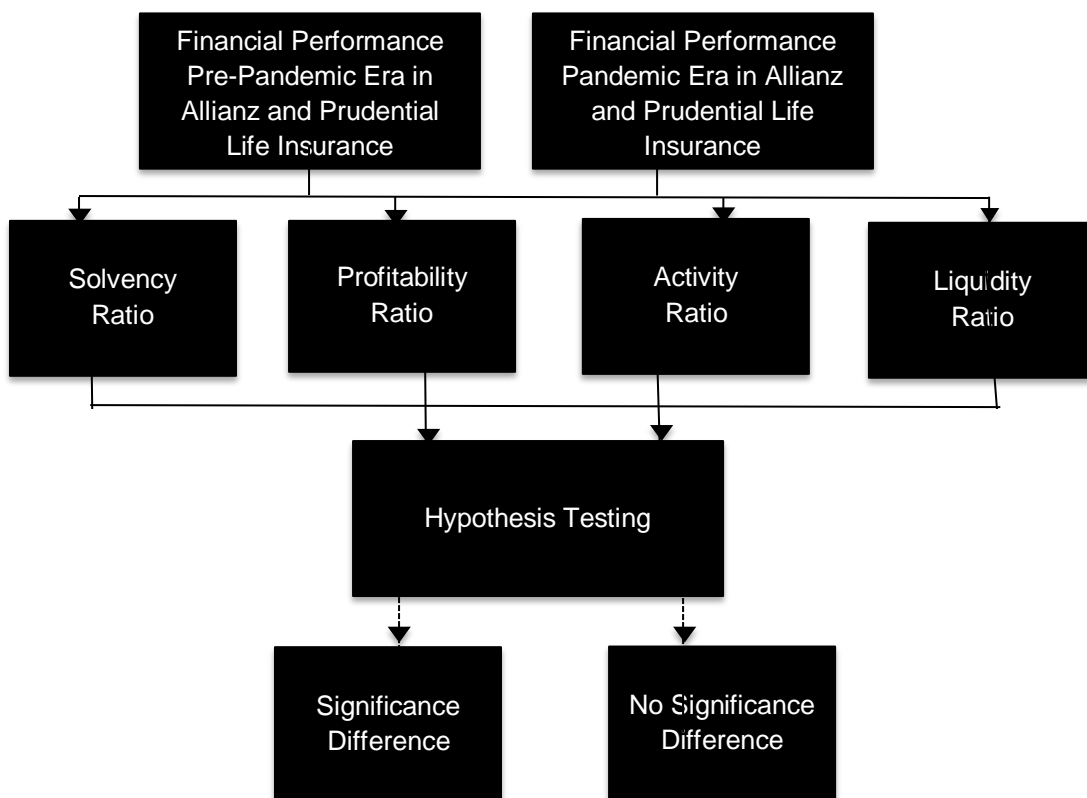 Financial Performance
Pre-Pandemic Era in
Allianz and Prudential
Life Insurance
Financial Performance
Pandemic Era in Allianz
and Prudential Life
Insurance
Solvency
Ratio
Profitability
Ratio
Activity
Ratio
Liquidity
Ratio
Hypothesis Testing
Significance
Difference
No Significance
Difference